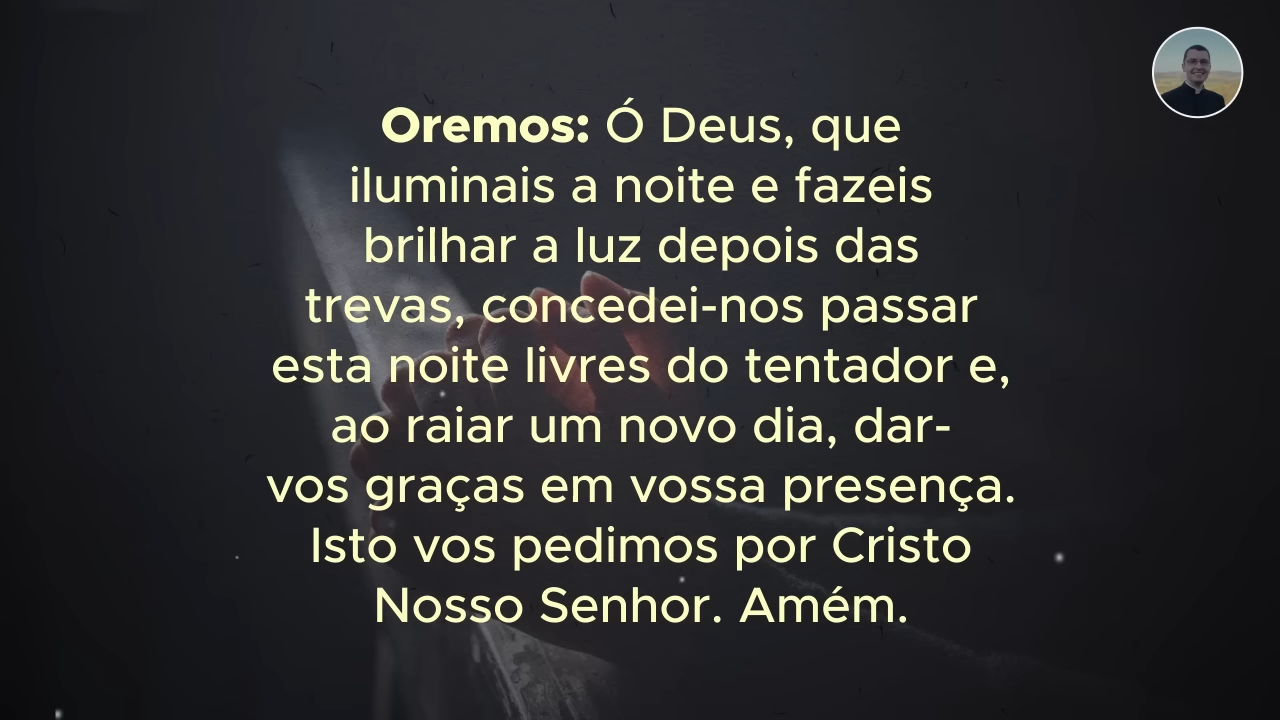 Oremos: Ó Deus, que
iluminais a noite e fazeis
brilhar a luz depois das
trevas, concedei-nos passar
esta noite livres do tentador e,
ao raiar um novo dia, dar-
vos graças em vossa presença.
Isto vos pedimos por Cristo
Nosso Senhor. Amém.